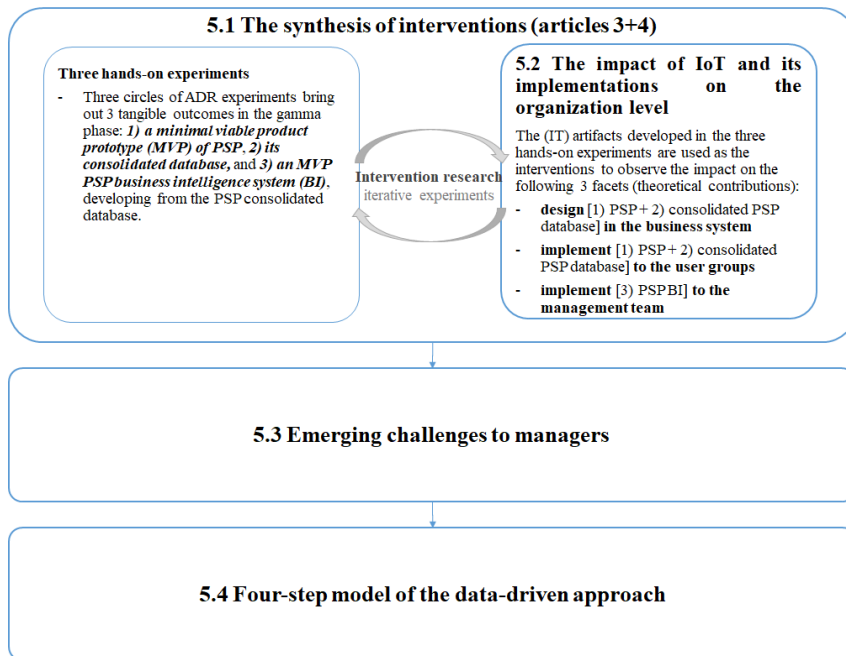 5.1 The synthesis of interventions (articles 3+4)
Three hands-on experiments
- Three circles of ADR experiments bring
out 3 tangible outcomes in the gamma
phase: 1) a minimal viable product
prototype (MVP) of PSP, 2) its
consolidated database, and 3) an MVP
PSP business intelligence system (BI),
developing from the PSP consolidated
database.
Intervention research
iterative experiments
5.2 The impact of IoT and its
implementations on the
organization level
The (IT) artifacts developed in the three
hands-on experiments are used as the
interventions to observe the impact on the
following 3 facets (theoretical contributions):
- design [1) PSP + 2) consolidated PSP
database] in the business system
- implement [1) PSP + 2) consolidated
PSP database] to the user groups
- implement [3) PSP BI] to the
management team
5.3 Emerging challenges to managers
5.4 Four-step model of the data-driven approach